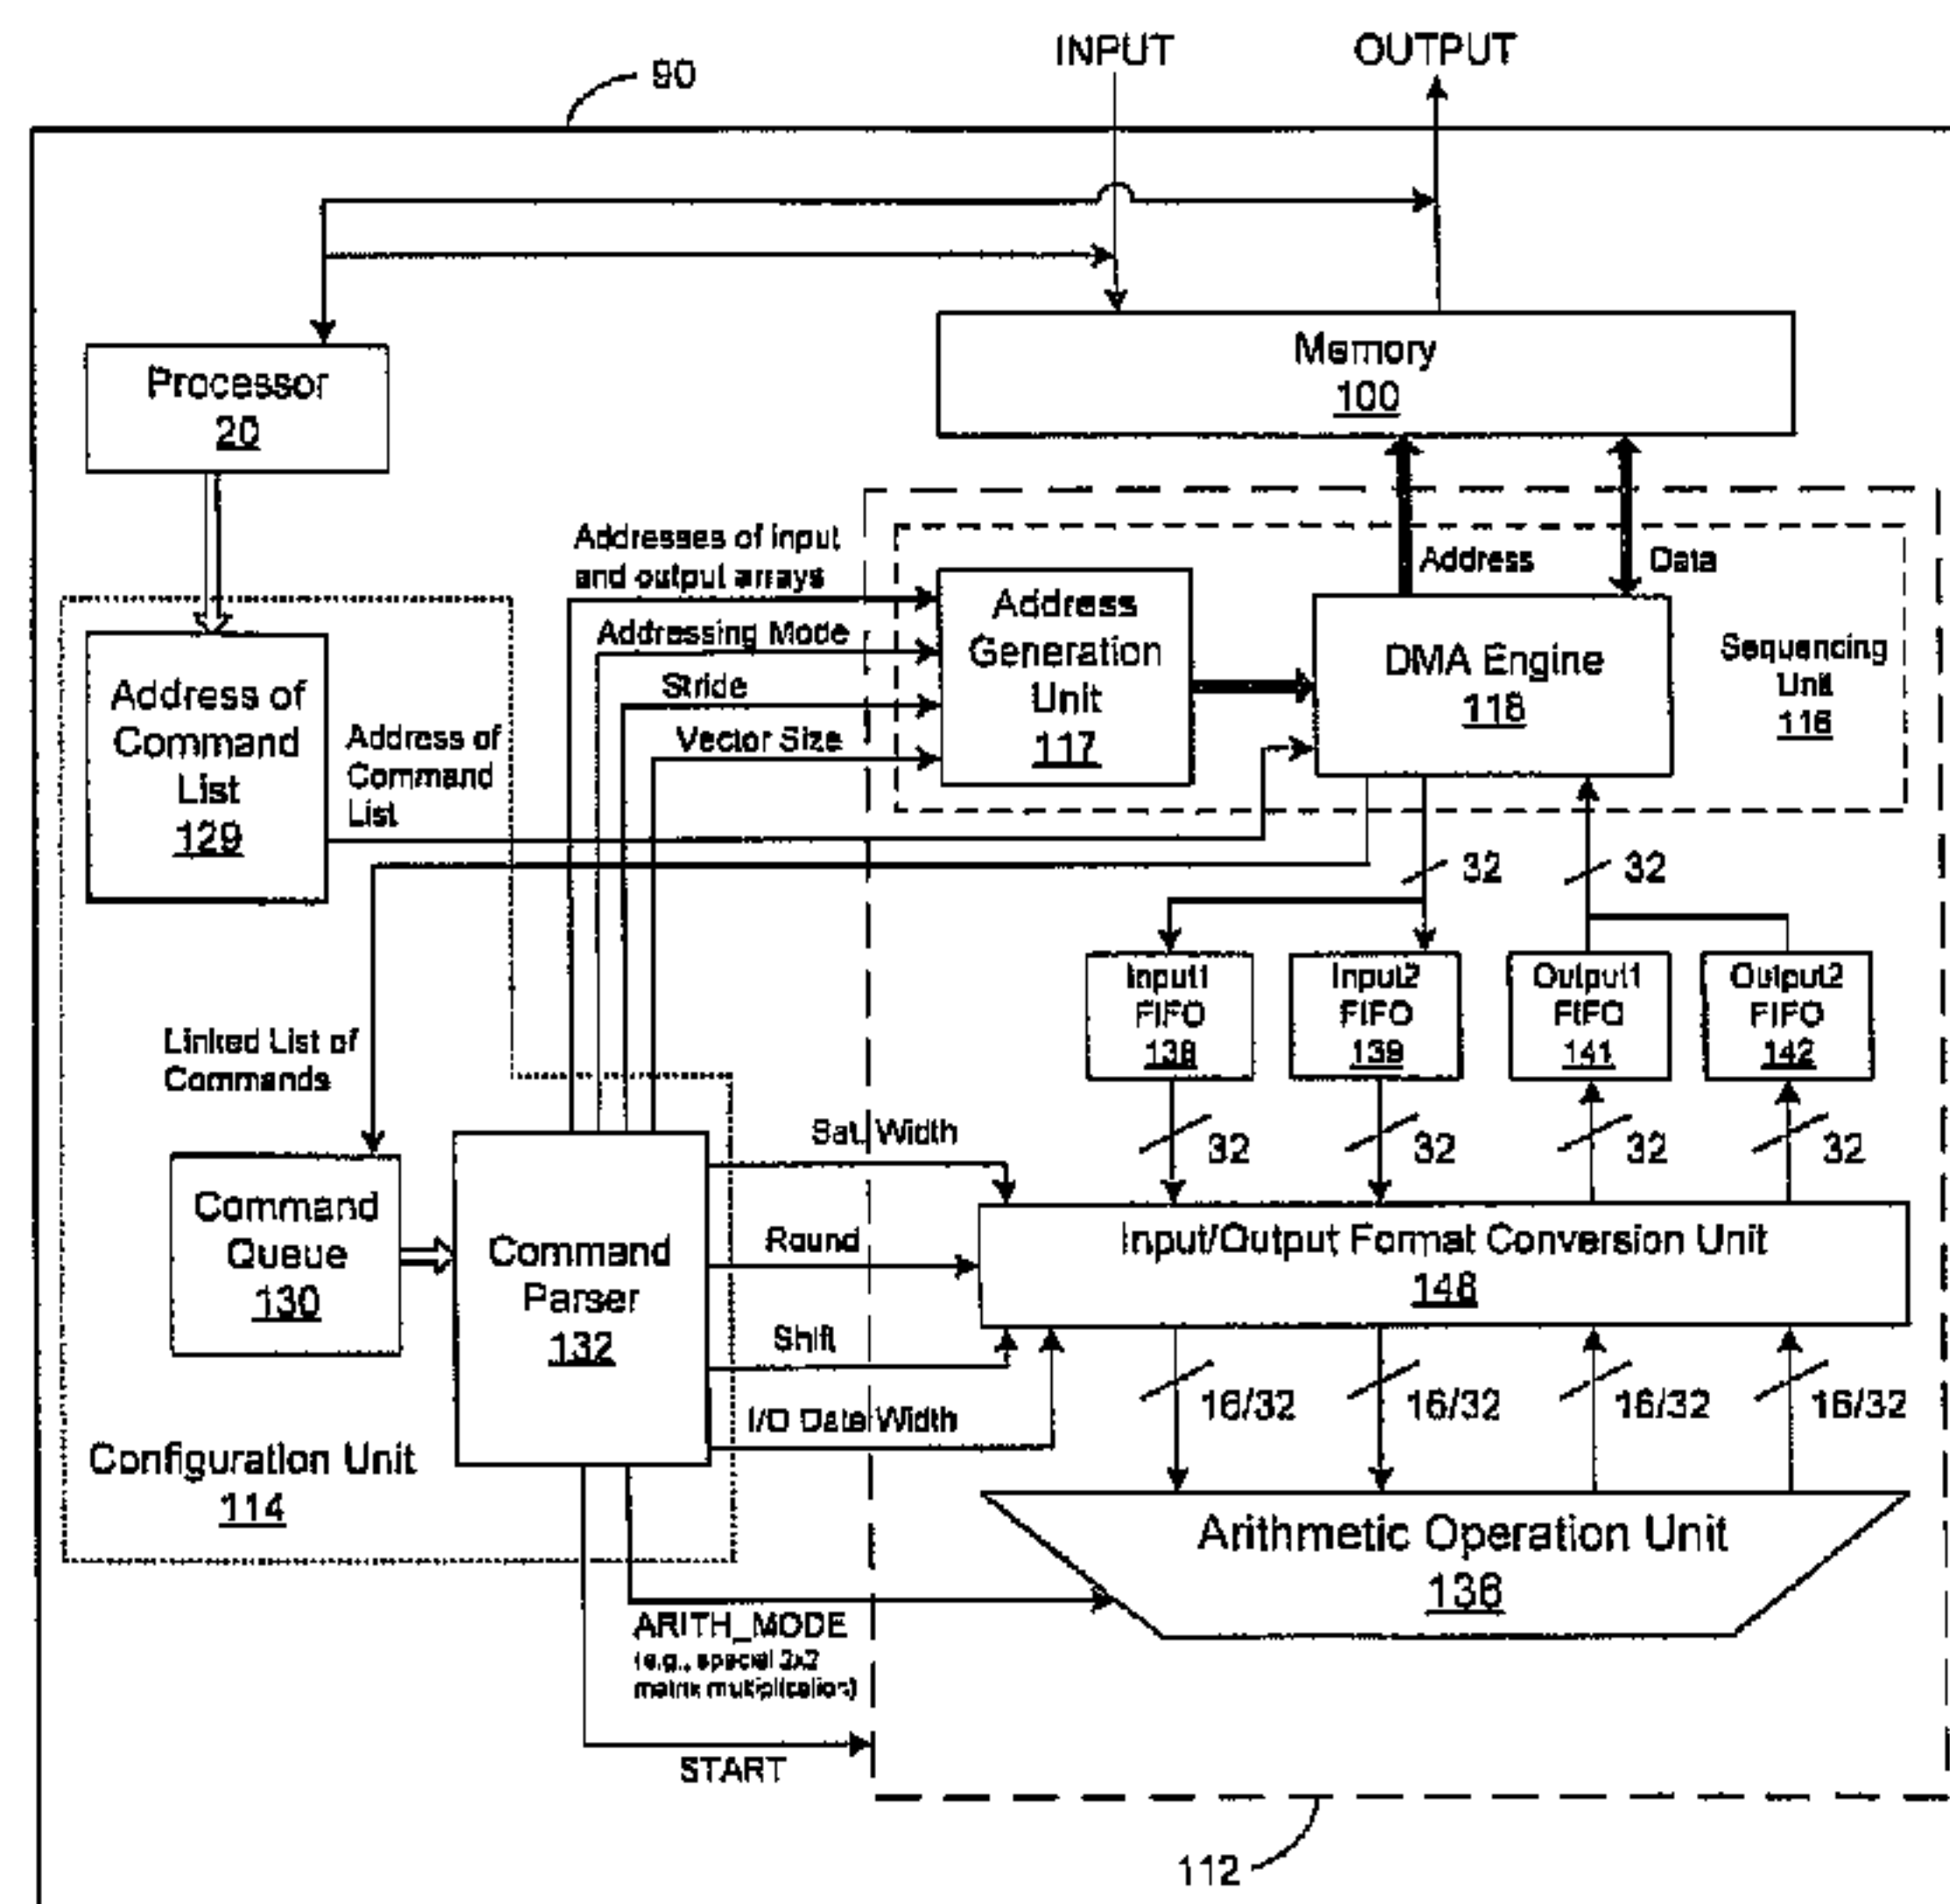 INPUT
OUTPUT
90
Memory
100
Processor
20
Addresses of input
and output arrays
Address
Data
Address
Generation
Unit
117
Addressing Mode
Stride
Vector Size
DMA Engine
118
Sequencing
Unit
116
Address of
Command
List
129
Address of
Command
List
32
32
Input1
FIFO
138
Input2
FIFO
139
Output1
FIFO
141
Output2
FIFO
142
Linked List of
Commands
32
32
32
32
Sat. Width
Command
Queue
130
Command
Parser
132
Round
Input/Output Format Conversion Unit
148
Shift
I/O Data Width
16/32
16/32
16/32
16/32
Configuration Unit
114
Arithmetic Operation Unit
136
ARITH_MODE
(e.g., special 2x2
matrix multiplication)
START
112